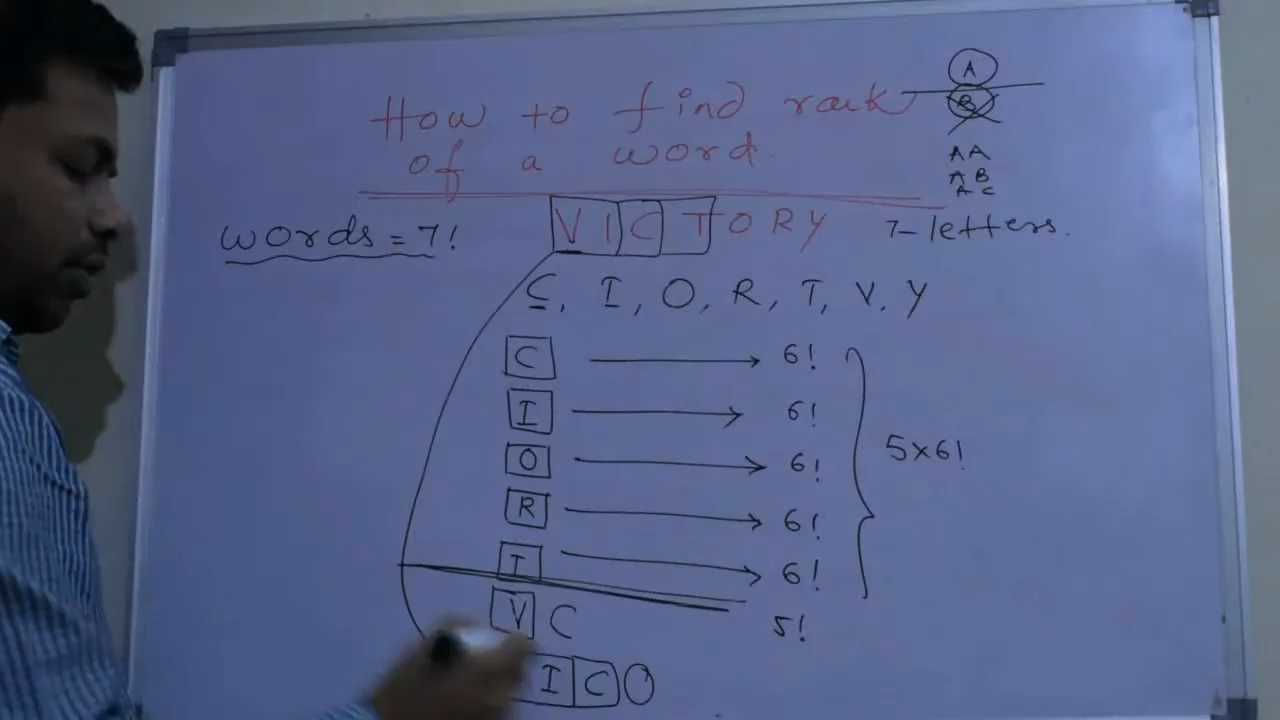 How to find rank
of a word.
A
B
AA
AB
AC
words = 7! VICTORY 7-letters.
C, I, O, R, T, V, Y
C → 6!
I → 6!
O → 6!
R → 6!
T → 6!
5×6!
V C 5!
I C O